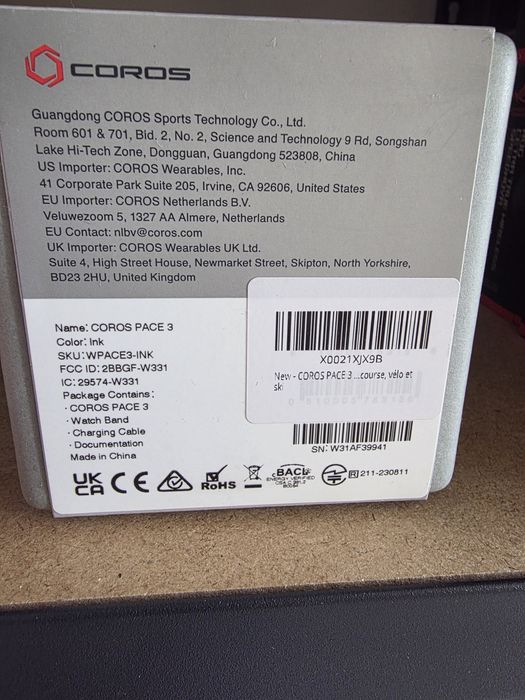 COROS
Guangdong COROS Sports Technology Co., Ltd.
Room 601 & 701, Bld. 2, No. 2, Science and Technology 9 Rd, Songshan
Lake Hi-Tech Zone, Dongguan, Guangdong 523808, China
US Importer: COROS Wearables, Inc.
41 Corporate Park Suite 205, Irvine, CA 92606, United States
EU Importer: COROS Netherlands B.V.
Veluwezoom 5, 1327 AA Almere, Netherlands
EU Contact: nlbv@coros.com
UK Importer: COROS Wearables UK Ltd.
Suite 4, High Street House, Newmarket Street, Skipton, North Yorkshire,
BD23 2HU, United Kingdom
Name: COROS PACE 3
Color: Ink
SKU: WPACE3-INK
FCC ID: 2BBGF-W331
IC: 29574-W331
Package Contains:
· COROS PACE 3
· Watch Band
· Charging Cable
· Documentation
Made in China
X0021XJX9B
New - COROS PACE 3 ...course, vélo et
ski
SN: W31AF39941
UK
CA CE RoHS BACL R 211-230811
ENERGY VERIFIED